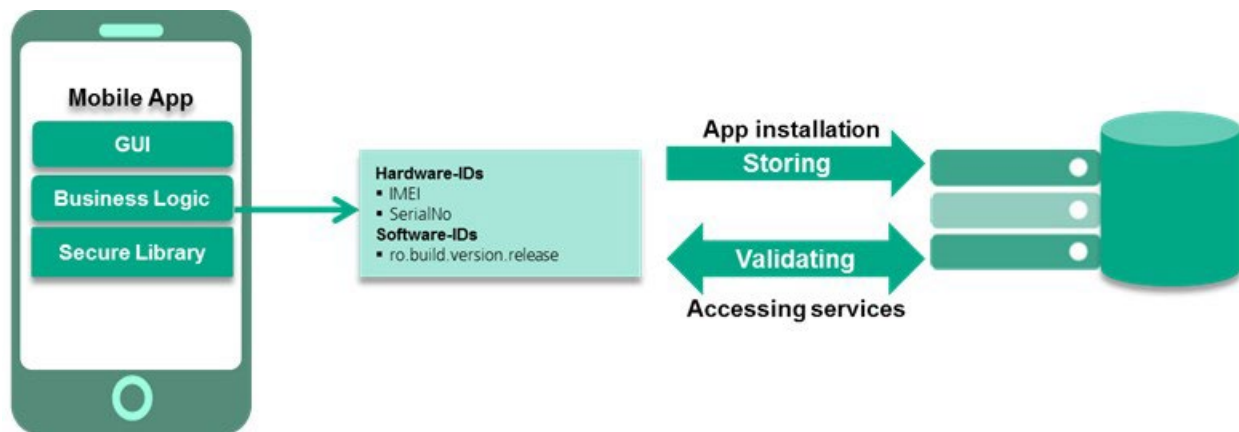 Mobile App
GUI
Business Logic
Secure Library
Hardware-IDs
▪ IMEI
▪ SerialNo
Software-IDs
▪ ro.build.version.release
App installation
Storing
Validating
Accessing services